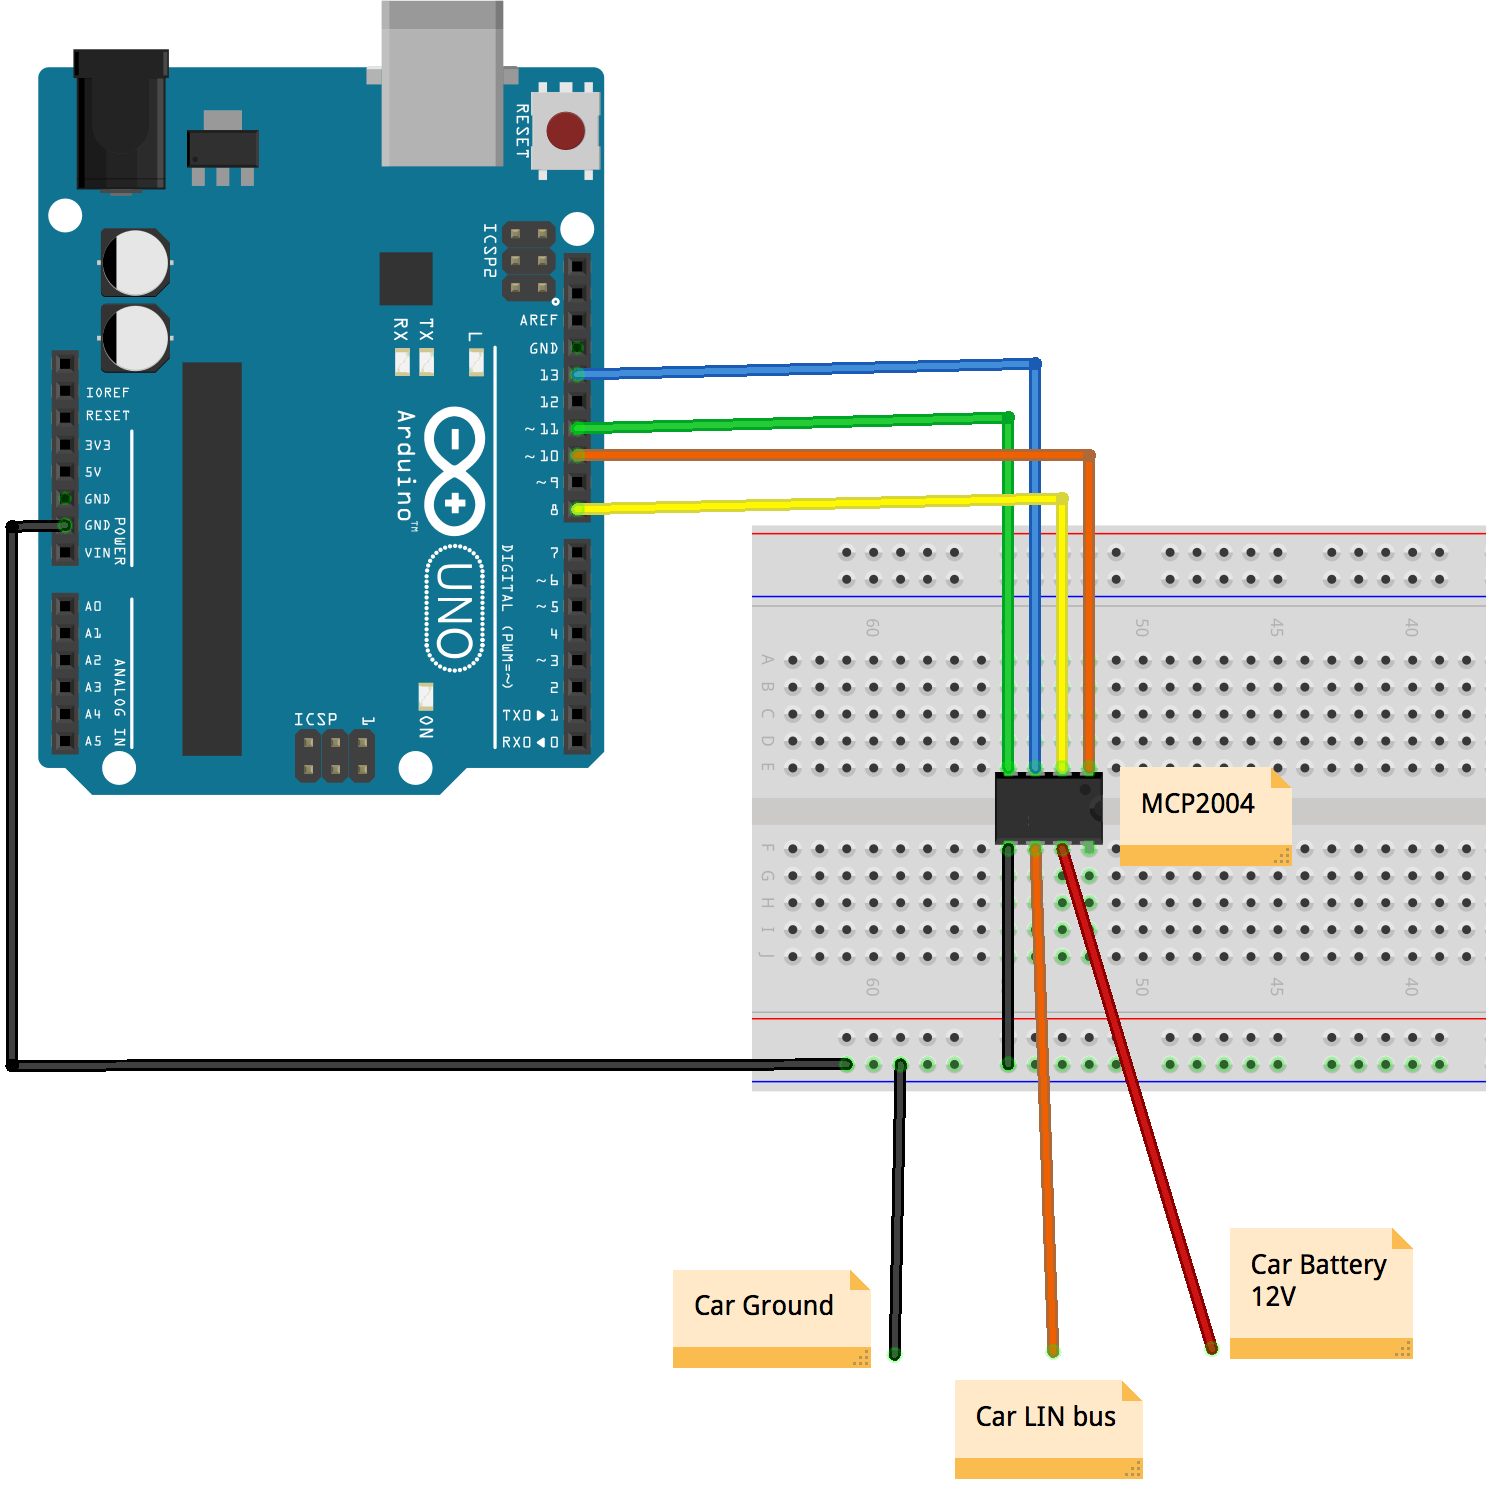 RESET
ICSP2
AREF
GND
13
12
~11
~10
~9
8
7
~6
~5
4
~3
2
TX0▶1
RX0◀0
DIGITAL (PWM=~)
RX
TX
L
Arduino™
UNO
ON
ICSP
1
IOREF
RESET
3V3
5V
GND
GND
VIN
POWER
A0
A1
A2
A3
A4
A5
ANALOG IN
60
50
45
40
A
B
C
D
E
MCP2004
F
G
H
I
J
60
50
45
40
Car Ground
Car LIN bus
Car Battery
12V